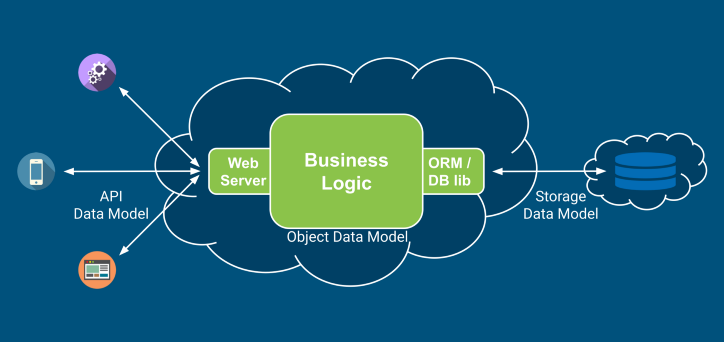 API
Data Model
Web
Server
Business
Logic
ORM /
DB lib
Object Data Model
Storage
Data Model